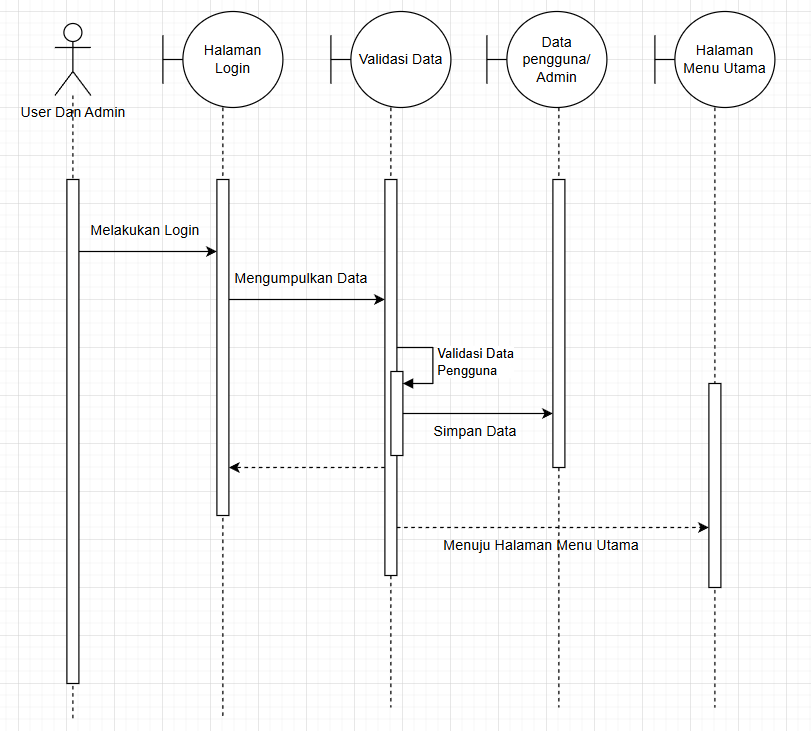 Halaman
Login
Validasi Data
Data
pengguna/
Admin
Halaman
Menu Utama
User Dan Admin
Melakukan Login
Mengumpulkan Data
Validasi Data
Pengguna
Simpan Data
Menuju Halaman Menu Utama